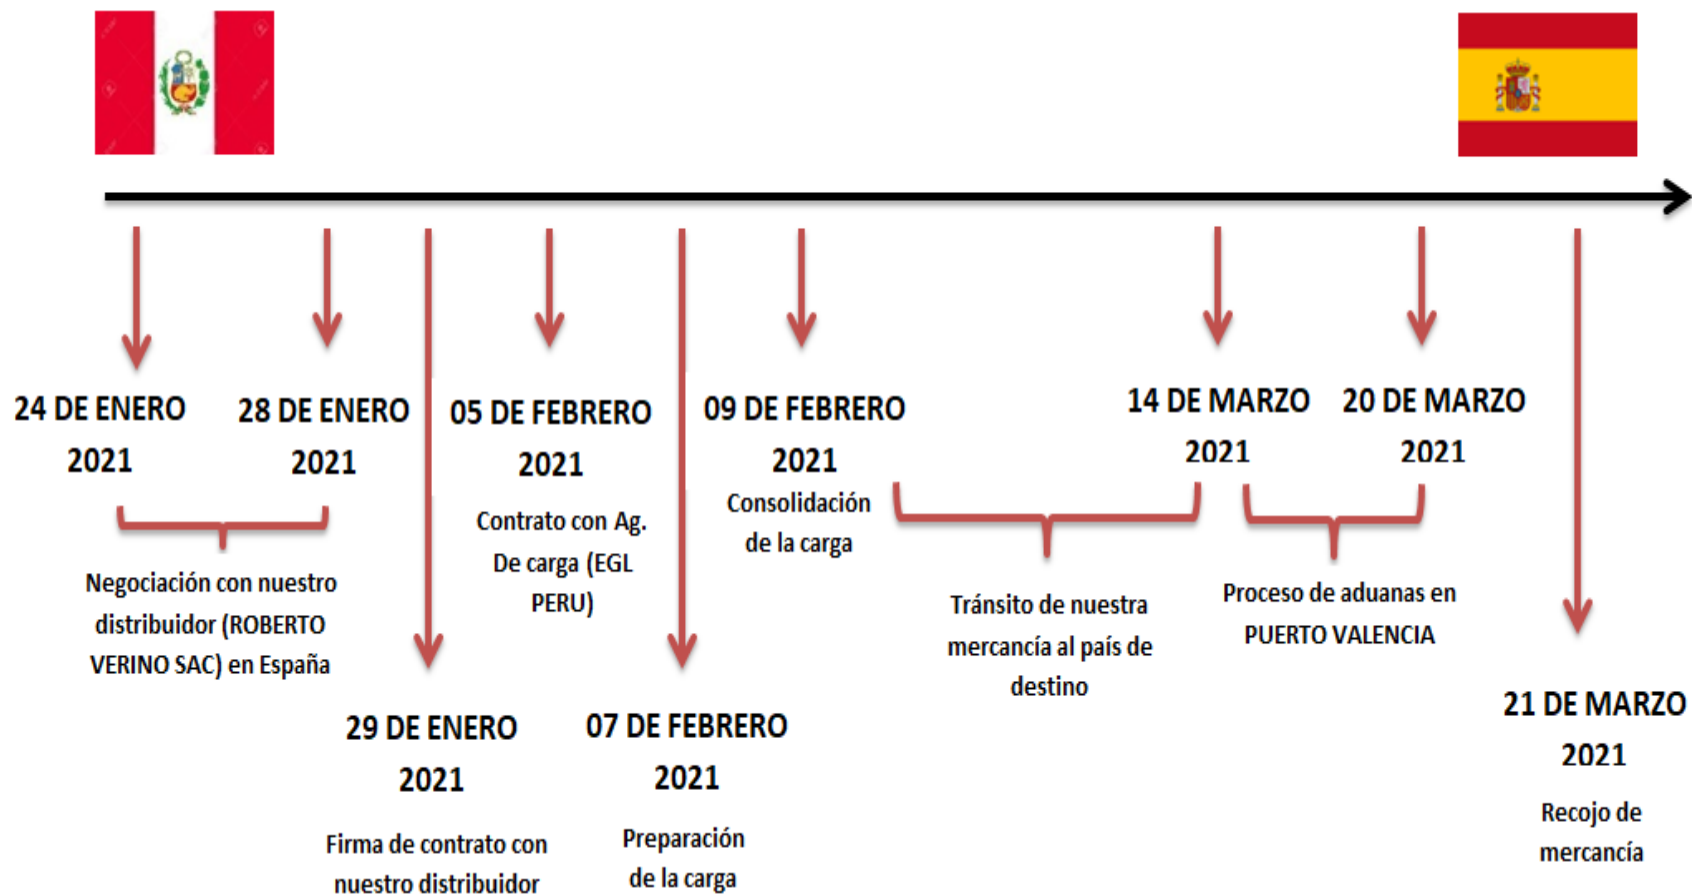 24 DE ENERO
2021
28 DE ENERO
2021
Negociación con nuestro
distribuidor (ROBERTO
VERINO SAC) en España
29 DE ENERO
2021
Firma de contrato con
nuestro distribuidor
05 DE FEBRERO
2021
Contrato con Ag.
De carga (EGL
PERU)
07 DE FEBRERO
2021
Preparación
de la carga
09 DE FEBRERO
2021
Consolidación
de la carga
Tránsito de nuestra
mercancía al país de
destino
14 DE MARZO
2021
20 DE MARZO
2021
Proceso de aduanas en
PUERTO VALENCIA
21 DE MARZO
2021
Recojo de
mercancía